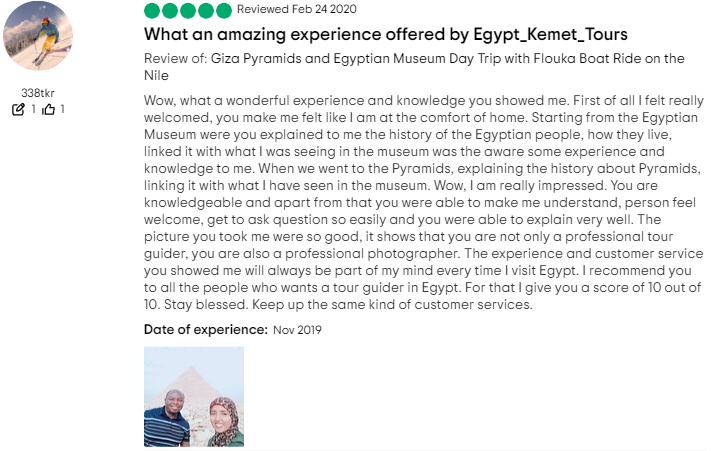 Reviewed Feb 24 2020
What an amazing experience offered by Egypt_Kemet_Tours
Review of: Giza Pyramids and Egyptian Museum Day Trip with Flouka Boat Ride on the
Nile
338tkr
1 1
Wow, what a wonderful experience and knowledge you showed me. First of all I felt really
welcomed, you make me felt like I am at the comfort of home. Starting from the Egyptian
Museum were you explained to me the history of the Egyptian people, how they live,
linked it with what I was seeing in the museum was the aware some experience and
knowledge to me. When we went to the Pyramids, explaining the history about Pyramids,
linking it with what I have seen in the museum. Wow, I am really impressed. You are
knowledgeable and apart from that you were able to make me understand, person feel
welcome, get to ask question so easily and you were able to explain very well. The
picture you took me were so good, it shows that you are not only a professional tour
guider, you are also a professional photographer. The experience and customer service
you showed me will always be part of my mind every time I visit Egypt. I recommend you
to all the people who wants a tour guider in Egypt. For that I give you a score of 10 out of
10. Stay blessed. Keep up the same kind of customer services.
Date of experience: Nov 2019